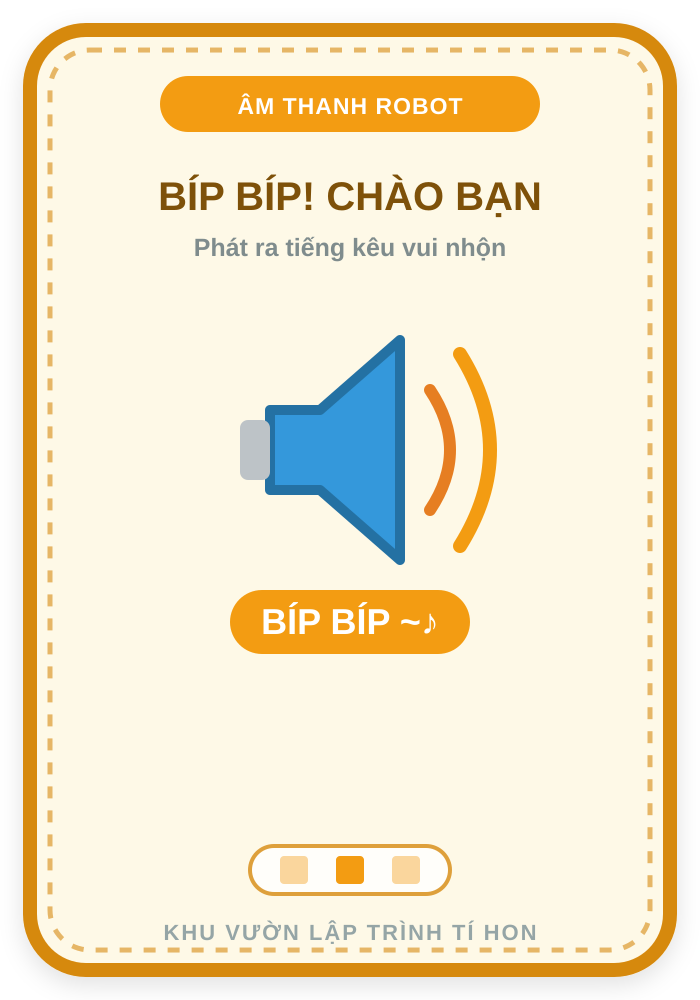 ÂM THANH ROBOT
BÍP BÍP! CHÀO BẠN
Phát ra tiếng kêu vui nhộn
BÍP BÍP ~♪
KHU VƯỜN LẬP TRÌNH TÍ HON